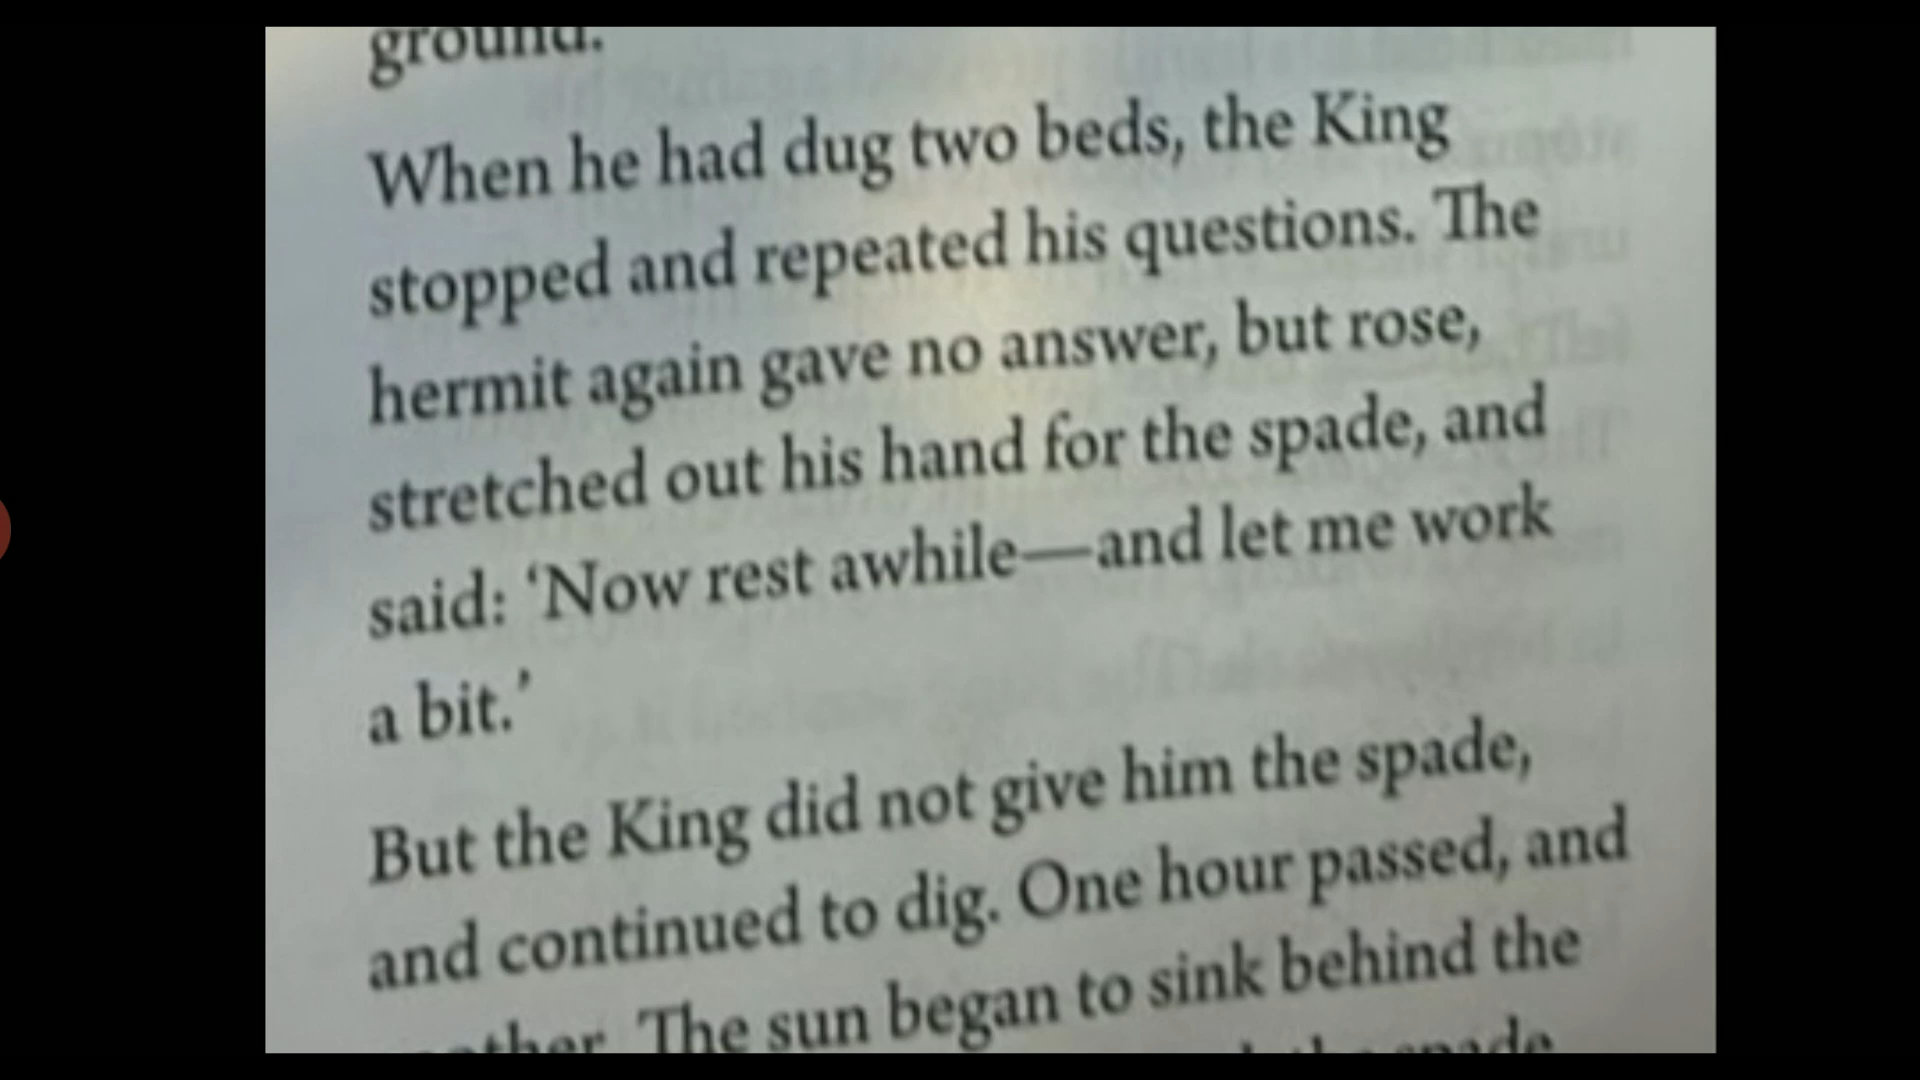 ground.
When he had dug two beds, the King
stopped and repeated his questions. The
hermit again gave no answer, but rose,
stretched out his hand for the spade, and
said: ‘Now rest awhile—and let me work
a bit.’
But the King did not give him the spade,
and continued to dig. One hour passed, and
The sun began to sink behind the
spade